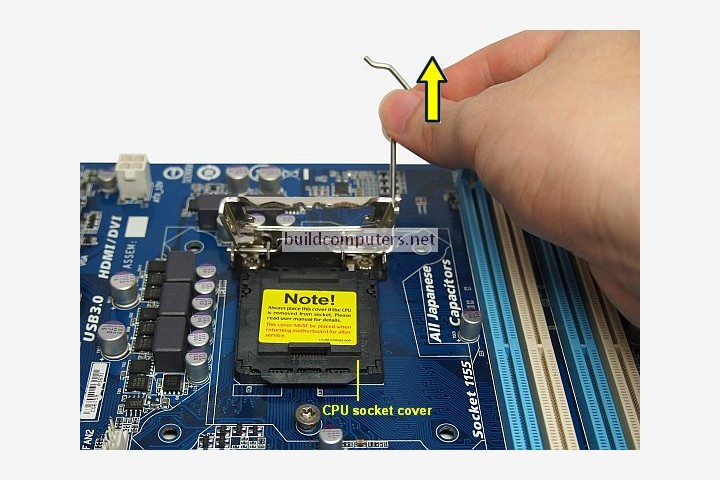 ATX_12V
HDMI/DVI
ASSEM:
buildcomputers.net
USB3.0
Note!
Always place this cover if the CPU
is removed from socket. Please
read user manual for details.
This cover MUST be placed when
returning motherboard for after
service.
All Japanese
Capacitors
Socket 1155
CPU socket cover
FAN2